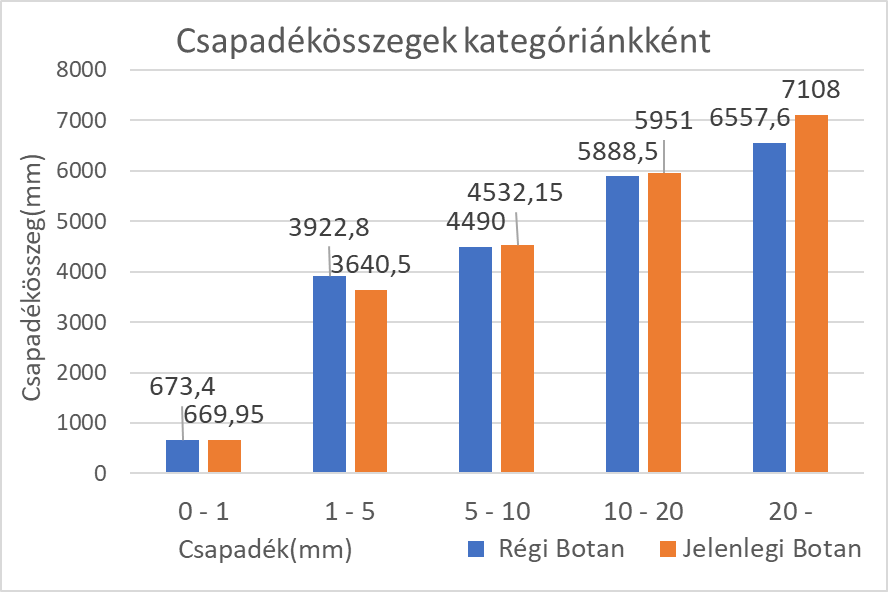 Csapadékösszegek kategóriánkként
8000
7000
6000
5000
4000
3000
2000
1000
0
Csapadékösszeg(mm)
673,4
669,95
3922,8
3640,5
4490
4532,15
5888,5
5951
6557,6
7108
0 - 1
1 - 5
5 - 10
10 - 20
20 -
Csapadék(mm)
Régi Botan
Jelenlegi Botan